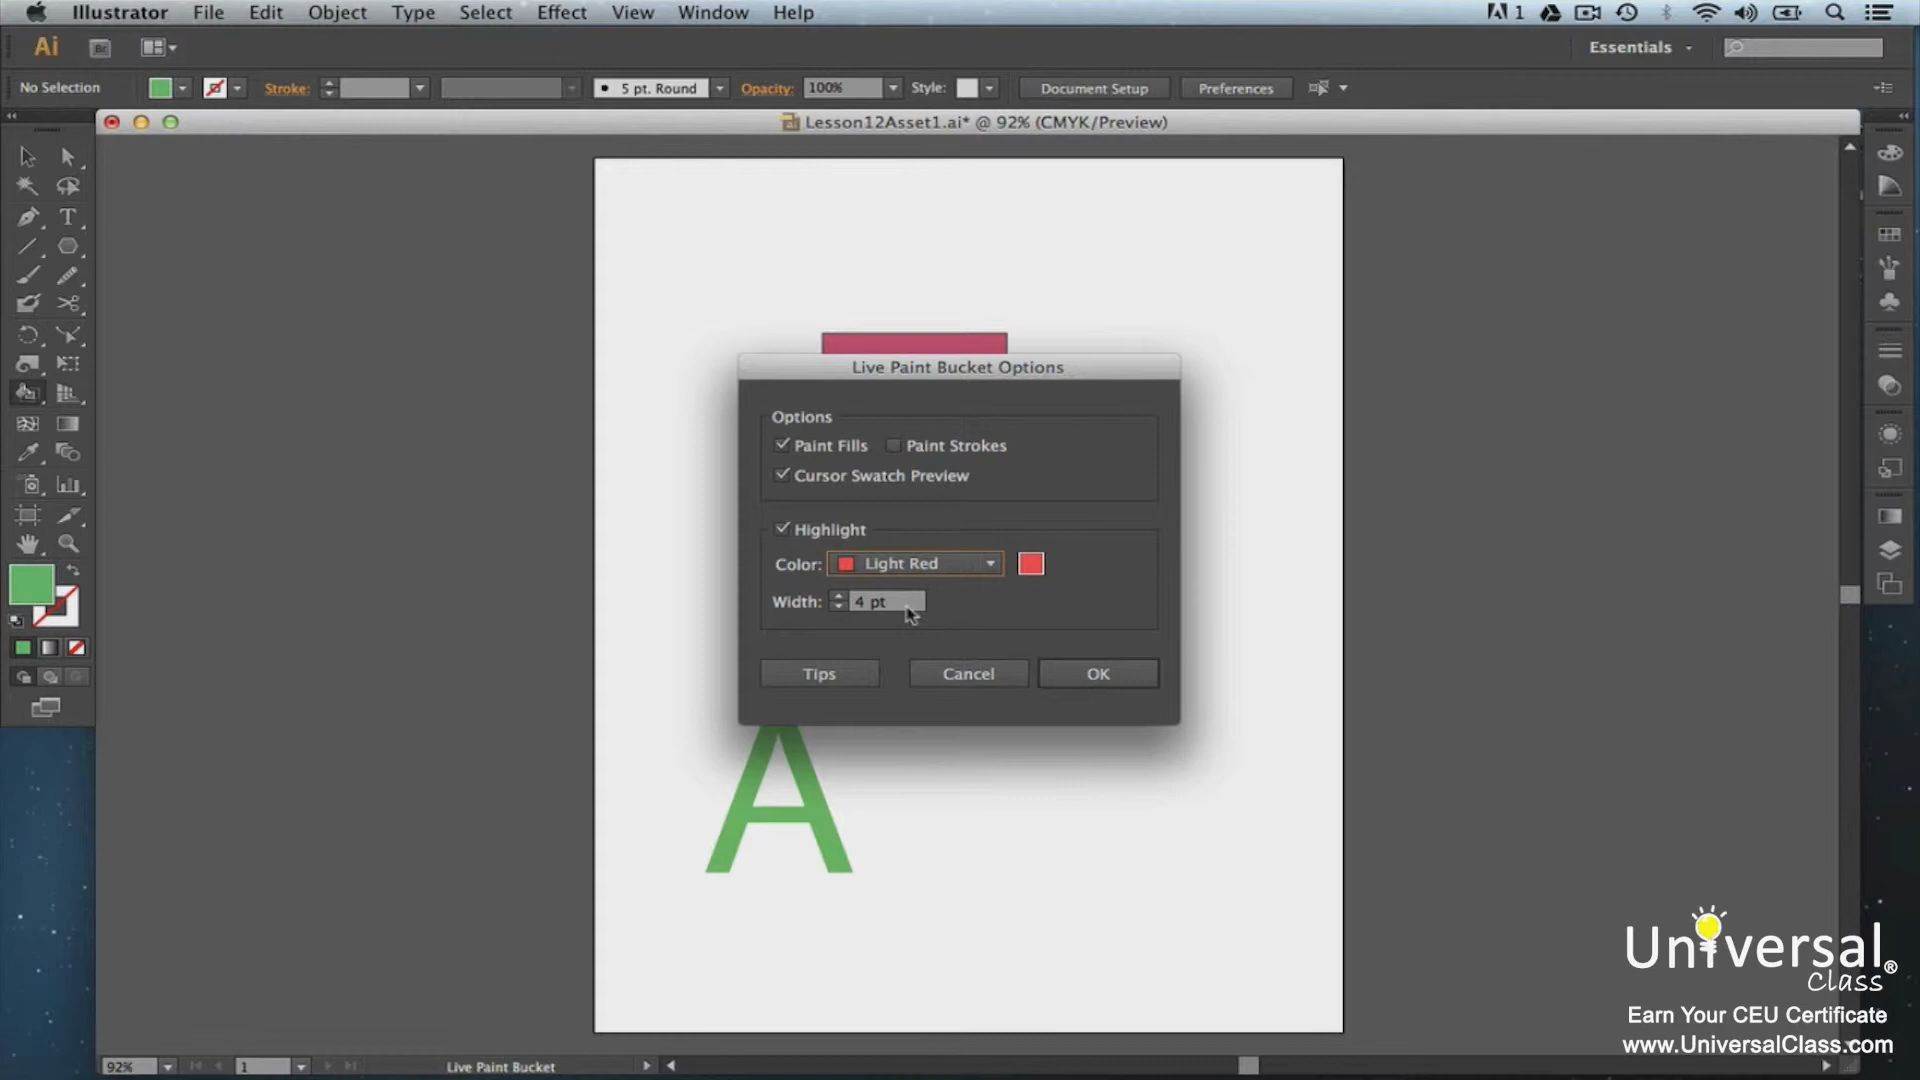 Illustrator File Edit Object Type Select Effect View Window Help 1
Ai Br Essentials
No Selection Stroke: 5 pt. Round Opacity: 100% Style: Document Setup Preferences
Lesson12Asset1.ai* @ 92% (CMYK/Preview)
T
Live Paint Bucket Options
Options
Paint Fills Paint Strokes
Cursor Swatch Preview
Highlight
Color: Light Red
Width: 4 pt
Tips Cancel OK
A
Universal®
Class
Earn Your CEU Certificate
www.UniversalClass.com
92% 1 Live Paint Bucket